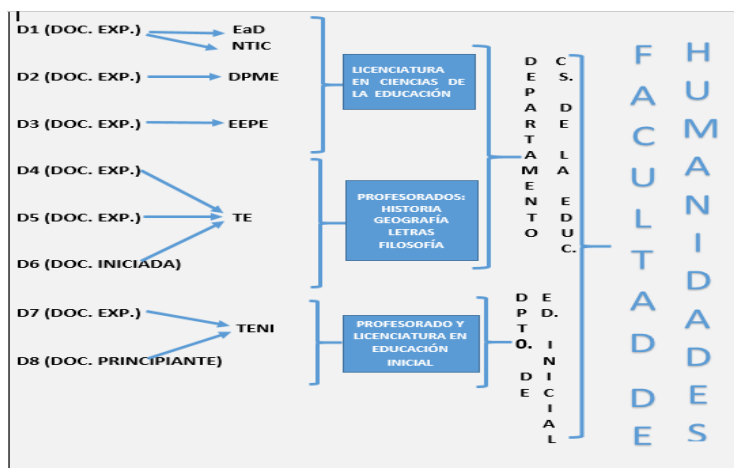 D1 (DOC. EXP.)
EaD
NTIC
D2 (DOC. EXP.)
DPME
D3 (DOC. EXP.)
EEPE
D4 (DOC. EXP.)
D5 (DOC. EXP.)
TE
D6 (DOC. INICIADA)
D7 (DOC. EXP.)
TENI
D8 (DOC. PRINCIPIANTE)
LICENCIATURA
EN CIENCIAS DE
LA EDUCACIÓN
PROFESORADOS:
HISTORIA
GEOGRAFÍA
LETRAS
FILOSOFÍA
PROFESORADO Y
LICENCIATURA EN
EDUCACIÓN
INICIAL
DEPARTAMENTO
CS. DE LA EDUC.
DPT0. DE
ED. INICIAL
FACULTAD DE
HUMANIDADES